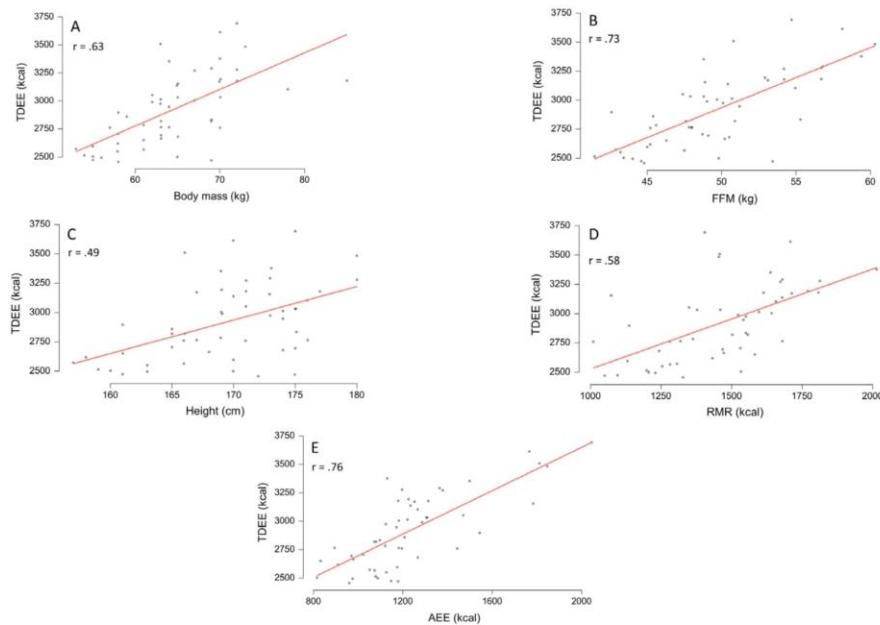 A
r = .63
TDEE (kcal)
3750
3500
3250
3000
2750
2500
60
70
80
Body mass (kg)
B
r = .73
TDEE (kcal)
3750
3500
3250
3000
2750
2500
45
50
55
60
FFM (kg)
C
r = .49
TDEE (kcal)
3750
3500
3250
3000
2750
2500
160
165
170
175
180
Height (cm)
D
r = .58
TDEE (kcal)
3750
3500
3250
3000
2750
2500
1000
1250
1500
1750
2000
RMR (kcal)
E
r = .76
TDEE (kcal)
3750
3500
3250
3000
2750
2500
800
1200
1600
2000
AEE (kcal)